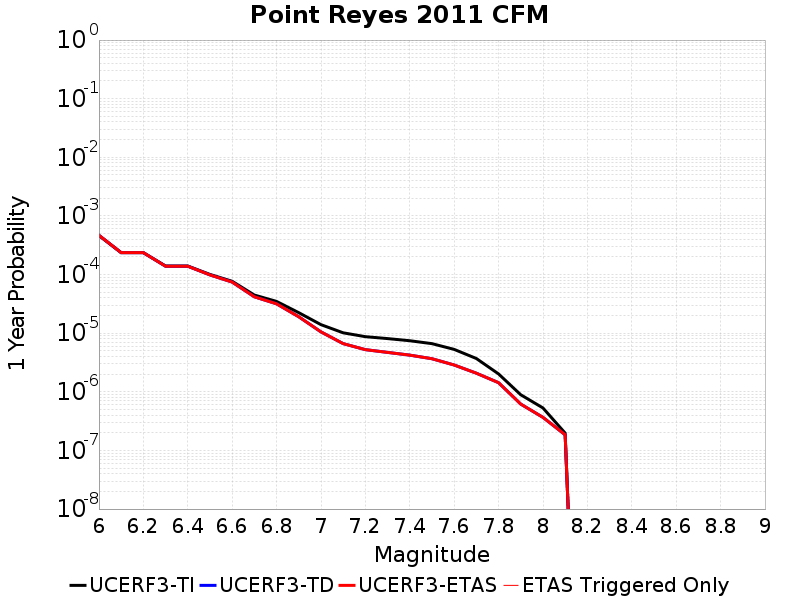 Point Reyes 2011 CFM
1 Year Probability
10^0
10^-1
10^-2
10^-3
10^-4
10^-5
10^-6
10^-7
10^-8
6 6.2 6.4 6.6 6.8 7 7.2 7.4 7.6 7.8 8 8.2 8.4 8.6 8.8 9
Magnitude
UCERF3-TI UCERF3-TD UCERF3-ETAS ETAS Triggered Only